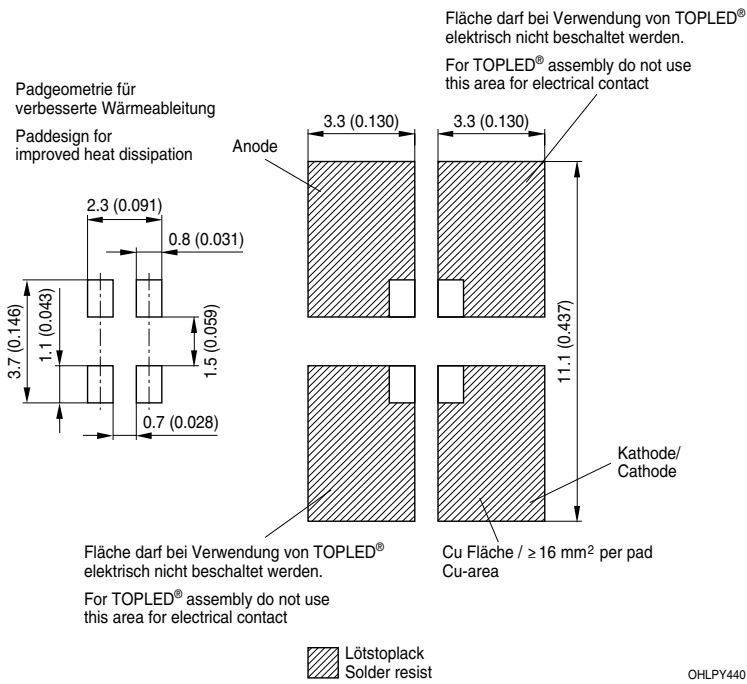 Fläche darf bei Verwendung von TOPLED®
elektrisch nicht beschaltet werden.
For TOPLED® assembly do not use
this area for electrical contact
Padgeometrie für
verbesserte Wärmeableitung
Paddesign for
improved heat dissipation
Anode
3.3 (0.130)
3.3 (0.130)
2.3 (0.091)
0.8 (0.031)
3.7 (0.146)
1.1 (0.043)
1.5 (0.059)
11.1 (0.437)
0.7 (0.028)
Kathode/
Cathode
Fläche darf bei Verwendung von TOPLED®
elektrisch nicht beschaltet werden.
For TOPLED® assembly do not use
this area for electrical contact
Cu Fläche / ≥ 16 mm² per pad
Cu-area
Lötstoplack
Solder resist
OHLPY440